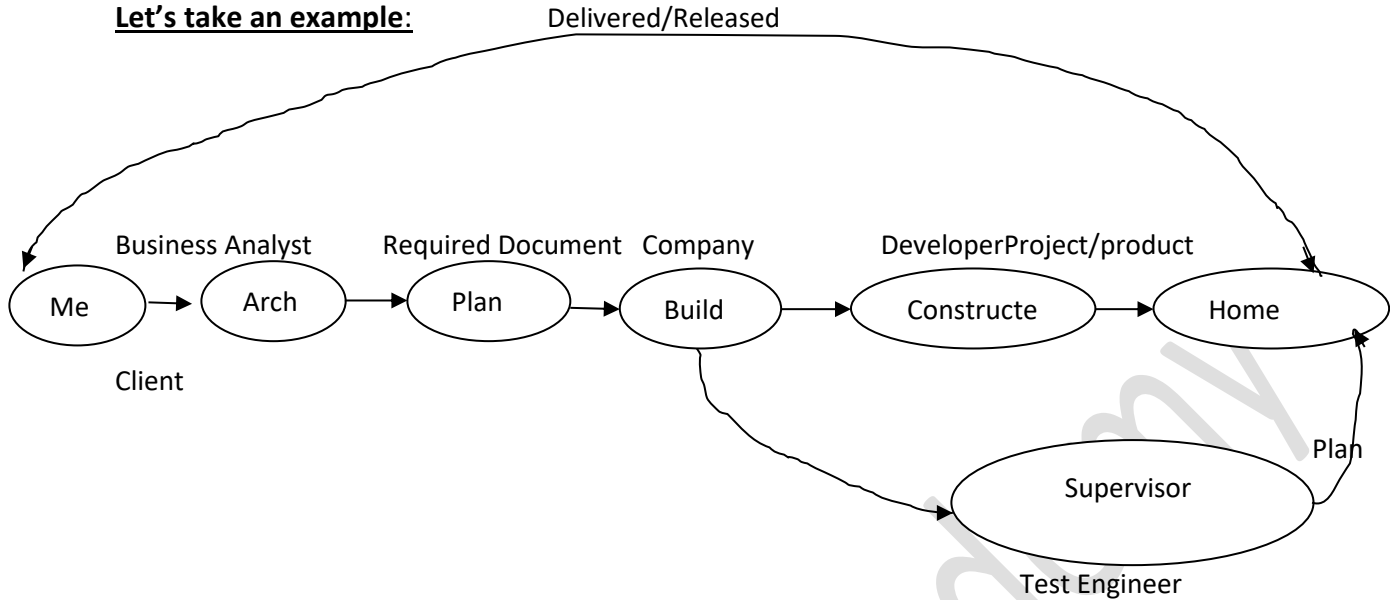 Let's take an example:
Delivered/Released
Business Analyst
Required Document
Company
DeveloperProject/product
Me
Arch
Plan
Build
Constructe
Home
Client
Plan
Supervisor
Test Engineer